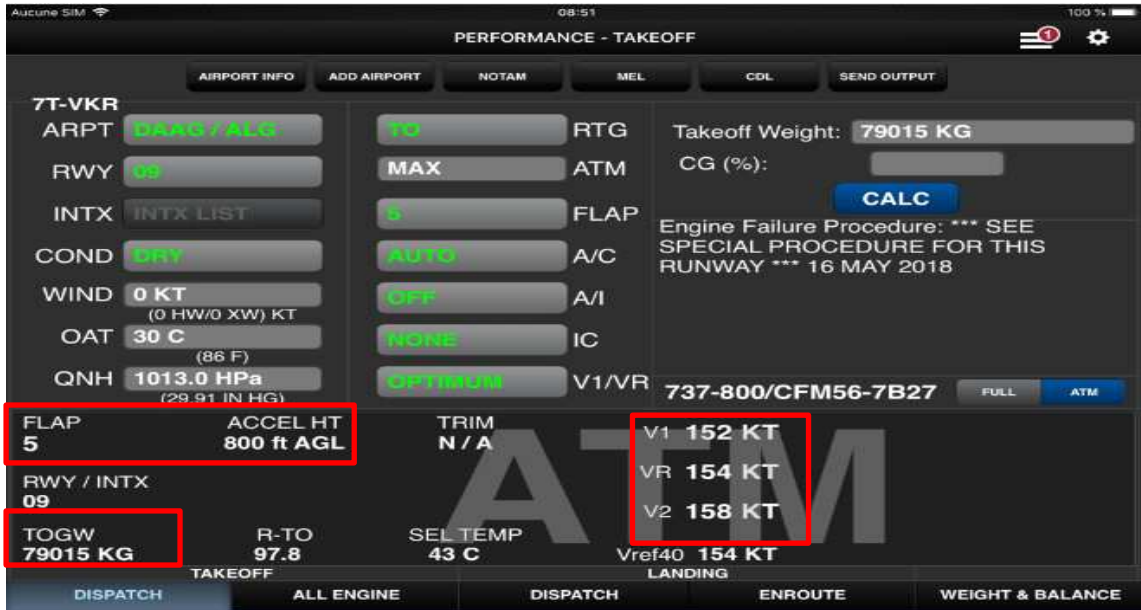 Aucune SIM 08:51 100 %
PERFORMANCE - TAKEOFF 1
AIRPORT INFO ADD AIRPORT NOTAM MEL CDL SEND OUTPUT
7T-VKR
ARPT DAAG / ALG TO RTG Takeoff Weight: 79015 KG
RWY 09 MAX ATM CG (%):
CALC
INTX INTX LIST 5 FLAP Engine Failure Procedure: *** SEE
COND DRY AUTO A/C SPECIAL PROCEDURE FOR THIS
RUNWAY *** 16 MAY 2018
WIND 0 KT OFF A/I
(0 HW/0 XW) KT
OAT 30 C NONE IC
(86 F)
QNH 1013.0 HPa OPTIMUM V1/VR 737-800/CFM56-7B27 FULL ATM
(29.91 IN HG)
FLAP ACCEL HT TRIM V1 152 KT
5 800 ft AGL N / A
ATM
RWY / INTX VR 154 KT
09
V2 158 KT
TOGW R-TO SEL TEMP
79015 KG 97.8 43 C Vref40 154 KT
TAKEOFF LANDING
DISPATCH ALL ENGINE DISPATCH ENROUTE WEIGHT & BALANCE